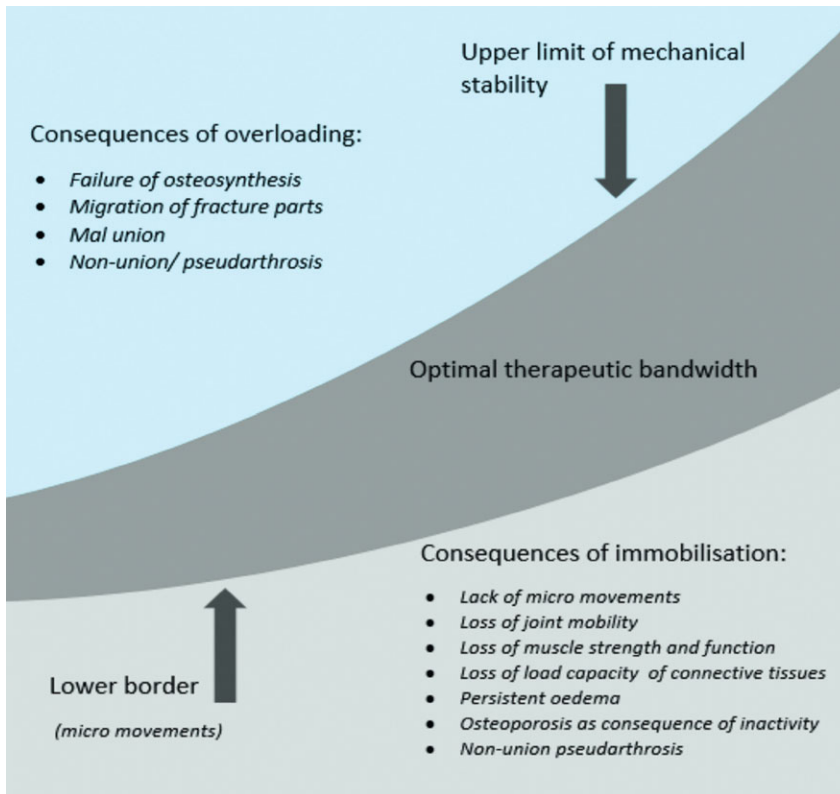 Upper limit of mechanical
stability
Consequences of overloading:
• Failure of osteosynthesis
• Migration of fracture parts
• Mal union
• Non-union/ pseudarthrosis
Optimal therapeutic bandwidth
Consequences of immobilisation:
• Lack of micro movements
• Loss of joint mobility
• Loss of muscle strength and function
• Loss of load capacity of connective tissues
• Persistent oedema
• Osteoporosis as consequence of inactivity
• Non-union pseudarthrosis
Lower border
(micro movements)